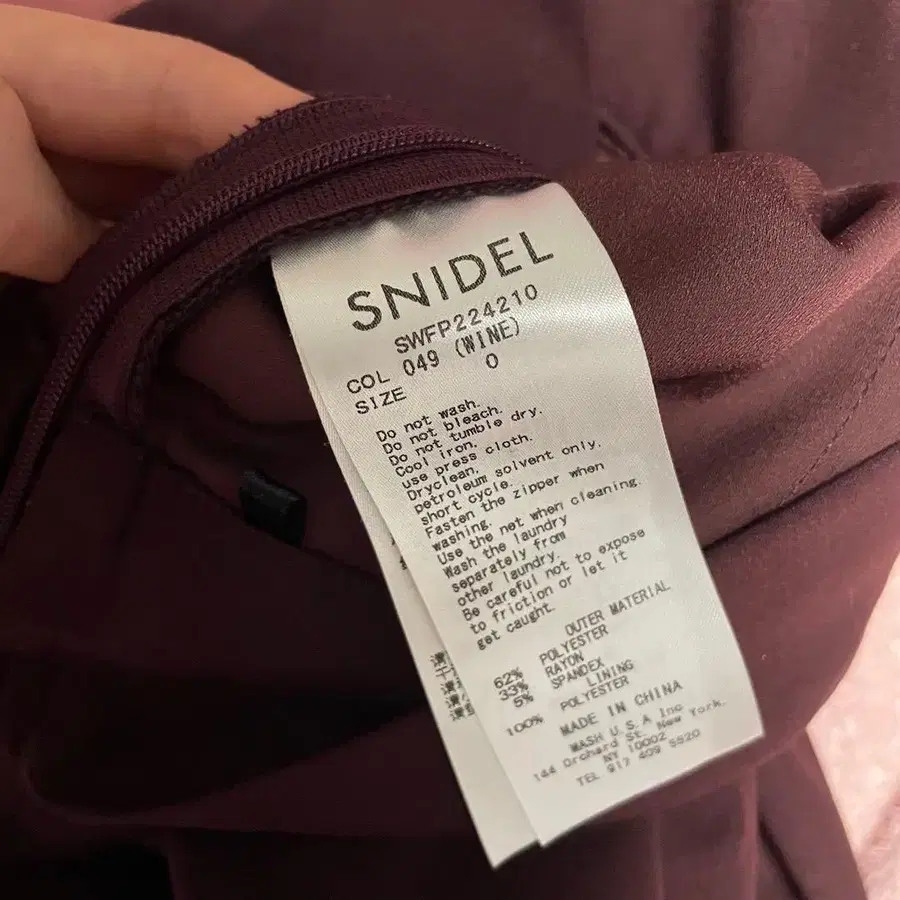 SNIDEL
SWFP224210
COL 049 (WINE)
SIZE 0
Do not wash.
Do not bleach.
Do not tumble dry.
Cool iron.
use press cloth.
Dryclean.
petroleum solvent only.
short cycle.
Fasten the zipper when
washing.
Use the net when cleaning.
Wash the laundry
separately from
other laundry.
Be careful not to expose
to friction or let it
get caught.
OUTER MATERIAL
62% POLYESTER
33% RAYON
5% SPANDEX
LINING
100% POLYESTER
MADE IN CHINA
MASH U.S.A Inc
144 Orchard St. New York.
NY 10002
TEL 917 409 5520